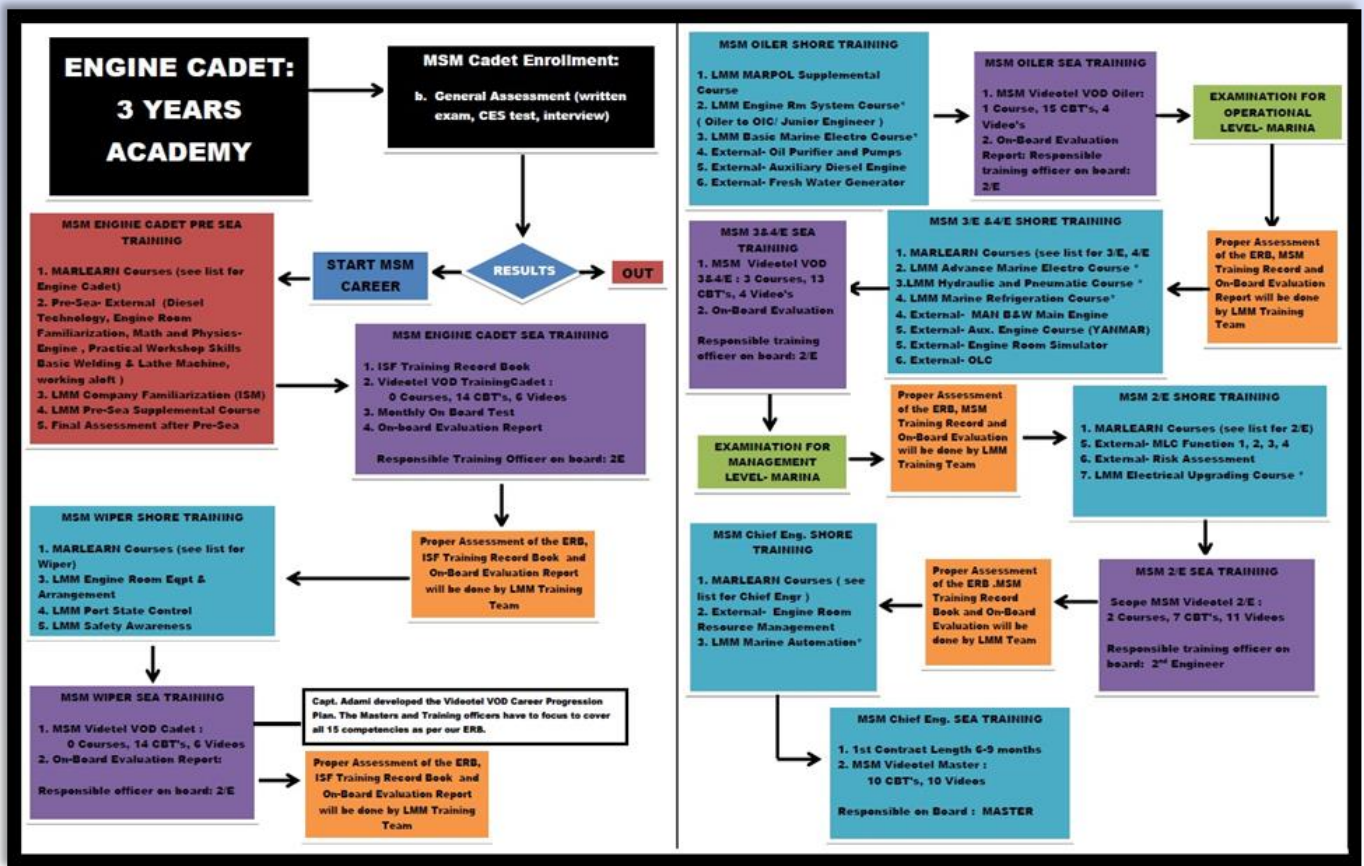 ENGINE CADET:
3 YEARS
ACADEMY
MSM Cadet Enrollment:
b. General Assessment (written
exam, CES test, interview)
RESULTS
OUT
START MSM
CAREER
MSM ENGINE CADET PRE SEA
TRAINING
1. MARLEARN Courses (see list for
Engine Cadet)
2. Pre-Sea- External (Diesel
Technology, Engine Room
Familiarization, Math and Physics-
Engine , Practical Workshop Skills
Basic Welding & Lathe Machine,
working aloft )
3. LMM Company Familiarization (ISM)
4. LMM Pre-Sea Supplemental Course
5. Final Assessment after Pre-Sea
MSM ENGINE CADET SEA TRAINING
1. ISF Training Record Book
2. Videotel VOD TrainingCadet :
0 Courses, 14 CBT's, 6 Videos
3. Monthly On Board Test
4. On-board Evaluation Report
Responsible Training Officer on board: 2E
Proper Assessment of the ERB,
ISF Training Record Book and
On-Board Evaluation Report
will be done by LMM Training
Team
MSM WIPER SHORE TRAINING
1. MARLEARN Courses (see list for
Wiper)
3. LMM Engine Room Eqpt &
Arrangement
4. LMM Port State Control
5. LMM Safety Awareness
MSM WIPER SEA TRAINING
1. MSM Videtel VOD Cadet :
0 Courses, 14 CBT's, 6 Videos
2. On-Board Evaluation Report:
Responsible officer on board: 2/E
Capt. Adami developed the Videotel VOD Career Progression
Plan. The Masters and Training officers have to focus to cover
all 15 competencies as per our ERB.
Proper Assessment of the ERB,
ISF Training Record Book and
On-Board Evaluation Report
will be done by LMM Training
Team
MSM OILER SHORE TRAINING
1. LMM MARPOL Supplemental
Course
2. LMM Engine Rm System Course*
( Oiler to OIC/ Junior Engineer )
3. LMM Basic Marine Electro Course*
4. External- Oil Purifier and Pumps
5. External- Auxiliary Diesel Engine
6. External- Fresh Water Generator
MSM OILER SEA TRAINING
1. MSM Videotel VOD Oiler:
1 Course, 15 CBT's, 4
Video's
2. On-Board Evaluation
Report: Responsible
training officer on board:
2/E
EXAMINATION FOR
OPERATIONAL
LEVEL- MARINA
Proper Assessment of
the ERB, MSM
Training Record and
On-Board Evaluation
Report will be done
by LMM Training
Team
MSM 3/E &4/E SHORE TRAINING
1. MARLEARN Courses (see list for 3/E, 4/E
2. LMM Advance Marine Electro Course *
3.LMM Hydraulic and Pneumatic Course *
4. LMM Marine Refrigeration Course*
4. External- MAN B&W Main Engine
5. External- Aux. Engine Course (YANMAR)
5. External- Engine Room Simulator
6. External- OLC
MSM 3&4/E SEA
TRAINING
1. MSM Videotel VOD
3&4/E : 3 Courses, 13
CBT's, 4 Video's
2. On-Board Evaluation
Responsible training
officer on board: 2/E
EXAMINATION FOR
MANAGEMENT
LEVEL- MARINA
Proper Assessment
of the ERB, MSM
Training Record and
On-Board Evaluation
will be done by LMM
Training Team
MSM 2/E SHORE TRAINING
1. MARLEARN Courses (see list for 2/E)
5. External- MLC Function 1, 2, 3, 4
6. External- Risk Assessment
7. LMM Electrical Upgrading Course *
MSM 2/E SEA TRAINING
Scope MSM Videotel 2/E :
2 Courses, 7 CBT's, 11 Videos
Responsible training officer on
board: 2nd Engineer
Proper Assessment
of the ERB .MSM
Training Record
Book and On-Board
Evaluation will be
done by LMM Team
MSM Chief Eng. SHORE
TRAINING
1. MARLEARN Courses ( see
list for Chief Engr )
2. External- Engine Room
Resource Management
3. LMM Marine Automation*
MSM Chief Eng. SEA TRAINING
1. 1st Contract Length 6-9 months
2. MSM Videotel Master :
10 CBT's, 10 Videos
Responsible on Board : MASTER